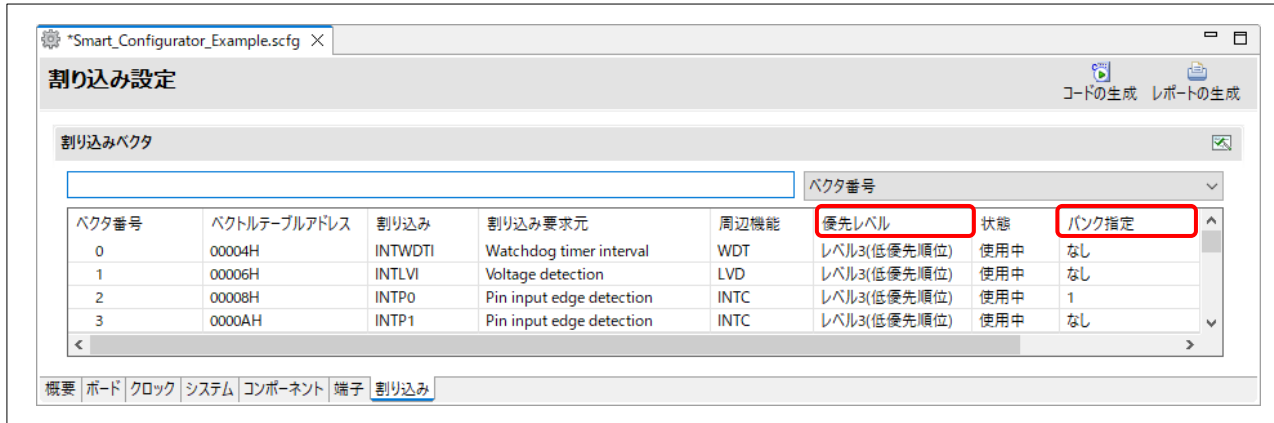 *Smart_Configurator_Example.scfg
割り込み設定
コードの生成 レポートの生成
割り込みベクタ
ベクタ番号
ベクタ番号 ベクトルテーブルアドレス 割り込み 割り込み要求元 周辺機能 優先レベル 状態 バンク指定
0 00004H INTWDTI Watchdog timer interval WDT レベル3(低優先順位) 使用中 なし
1 00006H INTLVI Voltage detection LVD レベル3(低優先順位) 使用中 なし
2 00008H INTP0 Pin input edge detection INTC レベル3(低優先順位) 使用中 1
3 0000AH INTP1 Pin input edge detection INTC レベル3(低優先順位) 使用中 なし
概要 ボード クロック システム コンポーネント 端子 割り込み